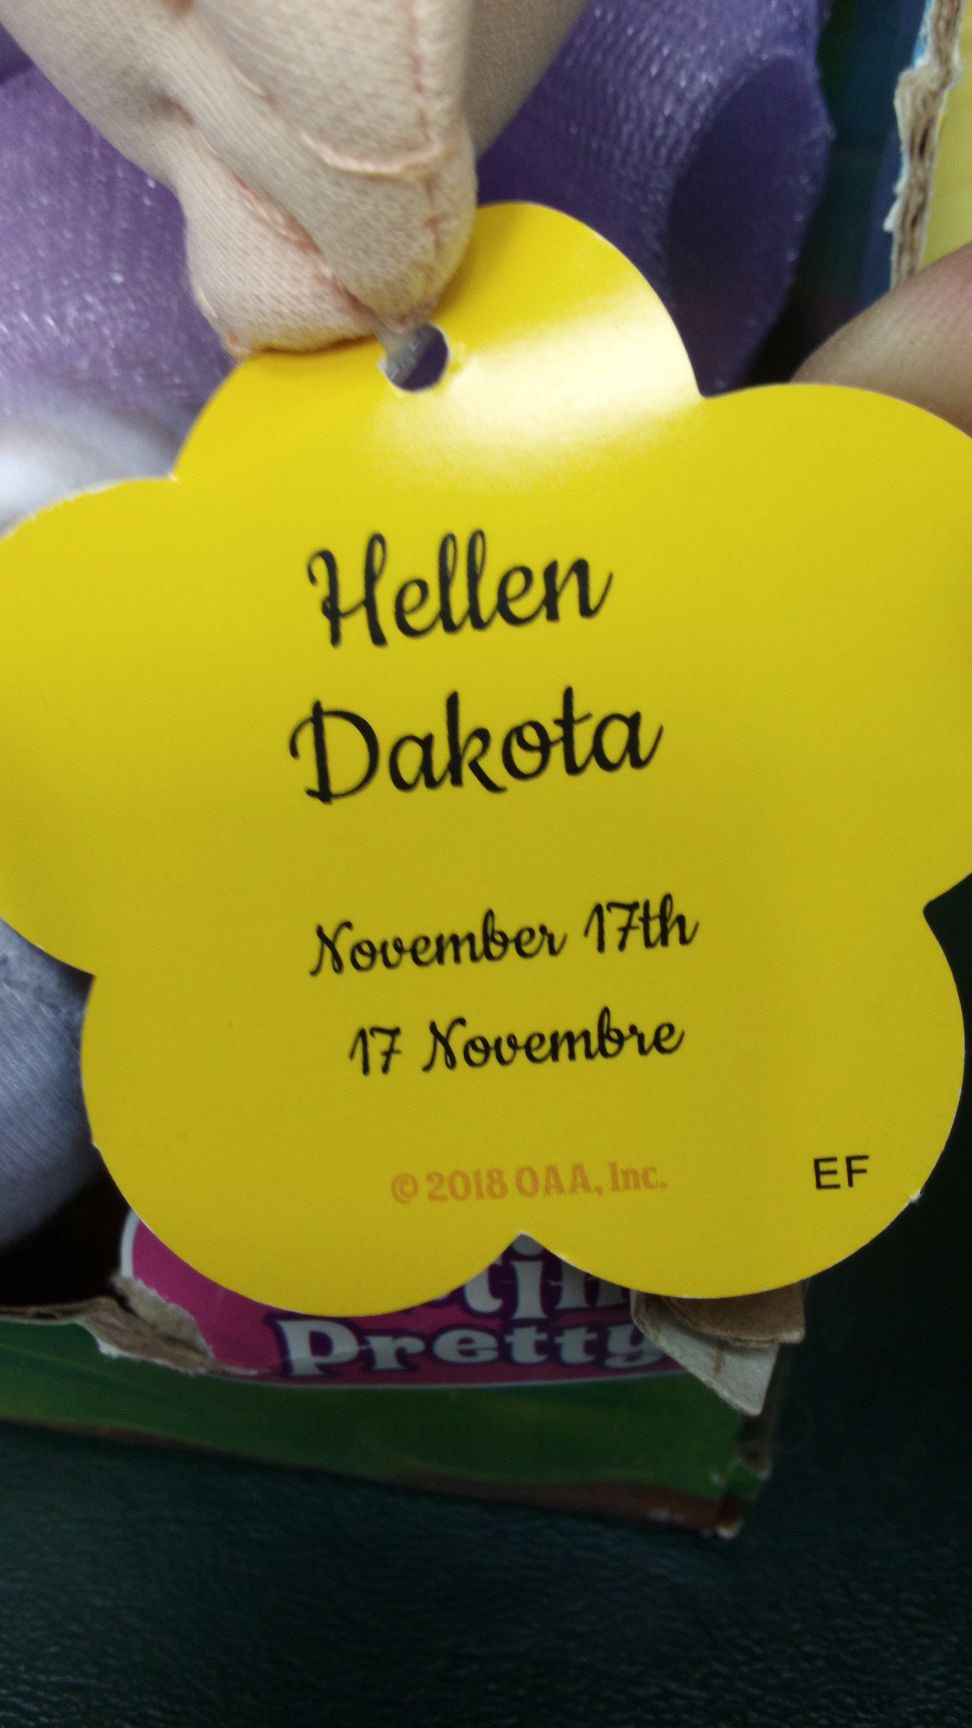 Hellen
Dakota
November 17th
17 Novembre
© 2018 OAA, Inc.
EF
Pretty